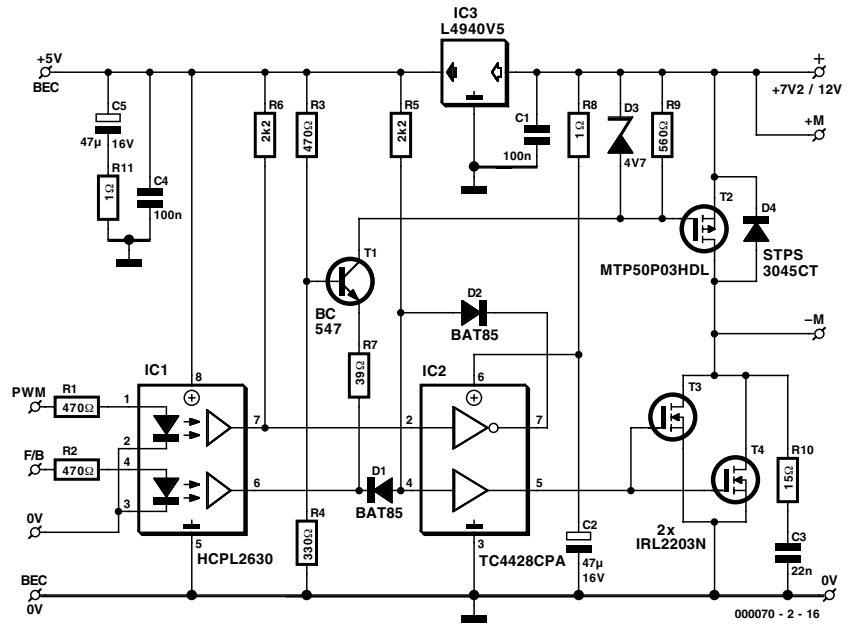 IC3
L4940V5
+5V
BEC
+
+7V2 / 12V
C5
47µ
16V
R11
1Ω
C4
100n
R6
2k2
R3
470Ω
R5
2k2
C1
100n
R8
1Ω
D3
4V7
R9
560Ω
+M
T2
D4
MTP50P03HDL
STPS
3045CT
T1
BC
547
D2
BAT85
−M
R7
39Ω
IC1
IC2
8
6
PWM
R1
470Ω
1
7
2
7
T3
F/B
R2
470Ω
2
4
6
D1
BAT85
4
5
T4
R10
15Ω
3
0V
R4
330Ω
5
HCPL2630
3
TC4428CPA
C2
47µ
16V
2x
IRL2203N
C3
22n
BEC
0V
0V
000070 - 2 - 16